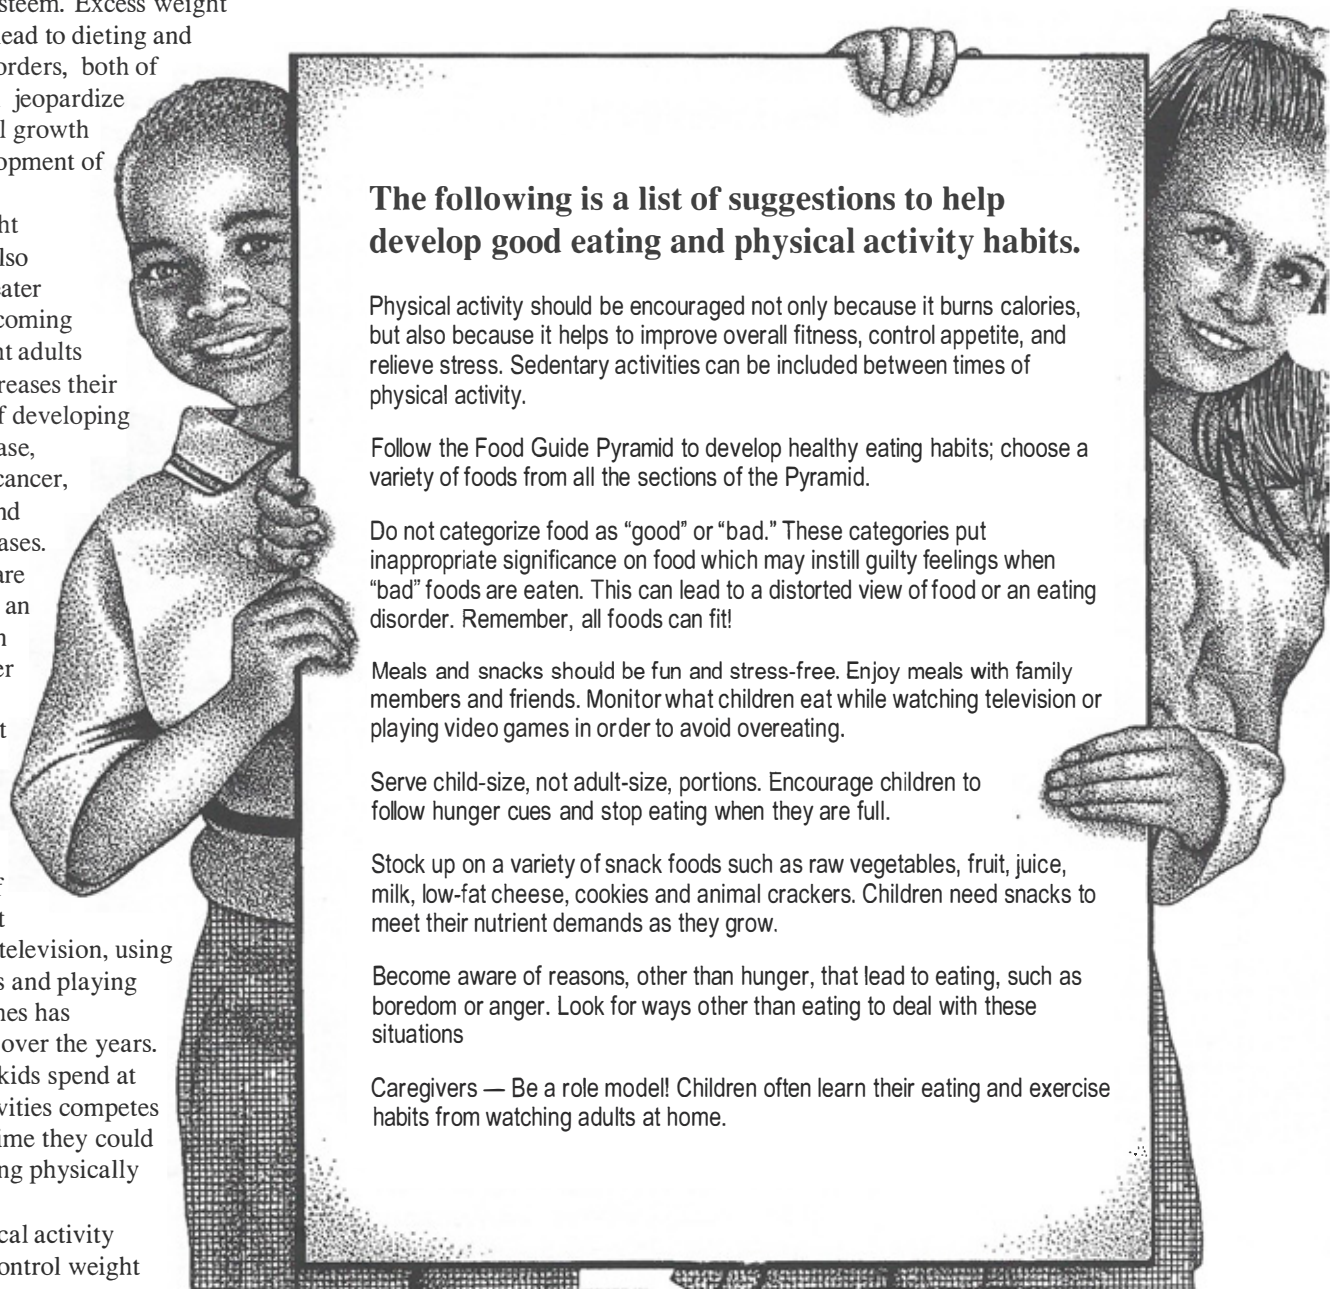 steem. Excess weight
lead to dieting and
orders, both of
jeopardize
l growth
opment of
ht
lso
eater
coming
nt adults
reases their
f developing
ase,
cancer,
nd
ases.
are
an
n
er
t
f
t
television, using
s and playing
nes has
over the years.
kids spend at
vities competes
ime they could
ng physically
cal activity
ontrol weight
The following is a list of suggestions to help
develop good eating and physical activity habits.
Physical activity should be encouraged not only because it burns calories,
but also because it helps to improve overall fitness, control appetite, and
relieve stress. Sedentary activities can be included between times of
physical activity.
Follow the Food Guide Pyramid to develop healthy eating habits; choose a
variety of foods from all the sections of the Pyramid.
Do not categorize food as “good” or “bad.” These categories put
inappropriate significance on food which may instill guilty feelings when
“bad” foods are eaten. This can lead to a distorted view of food or an eating
disorder. Remember, all foods can fit!
Meals and snacks should be fun and stress-free. Enjoy meals with family
members and friends. Monitor what children eat while watching television or
playing video games in order to avoid overeating.
Serve child-size, not adult-size, portions. Encourage children to
follow hunger cues and stop eating when they are full.
Stock up on a variety of snack foods such as raw vegetables, fruit, juice,
milk, low-fat cheese, cookies and animal crackers. Children need snacks to
meet their nutrient demands as they grow.
Become aware of reasons, other than hunger, that lead to eating, such as
boredom or anger. Look for ways other than eating to deal with these
situations
Caregivers — Be a role model! Children often learn their eating and exercise
habits from watching adults at home.